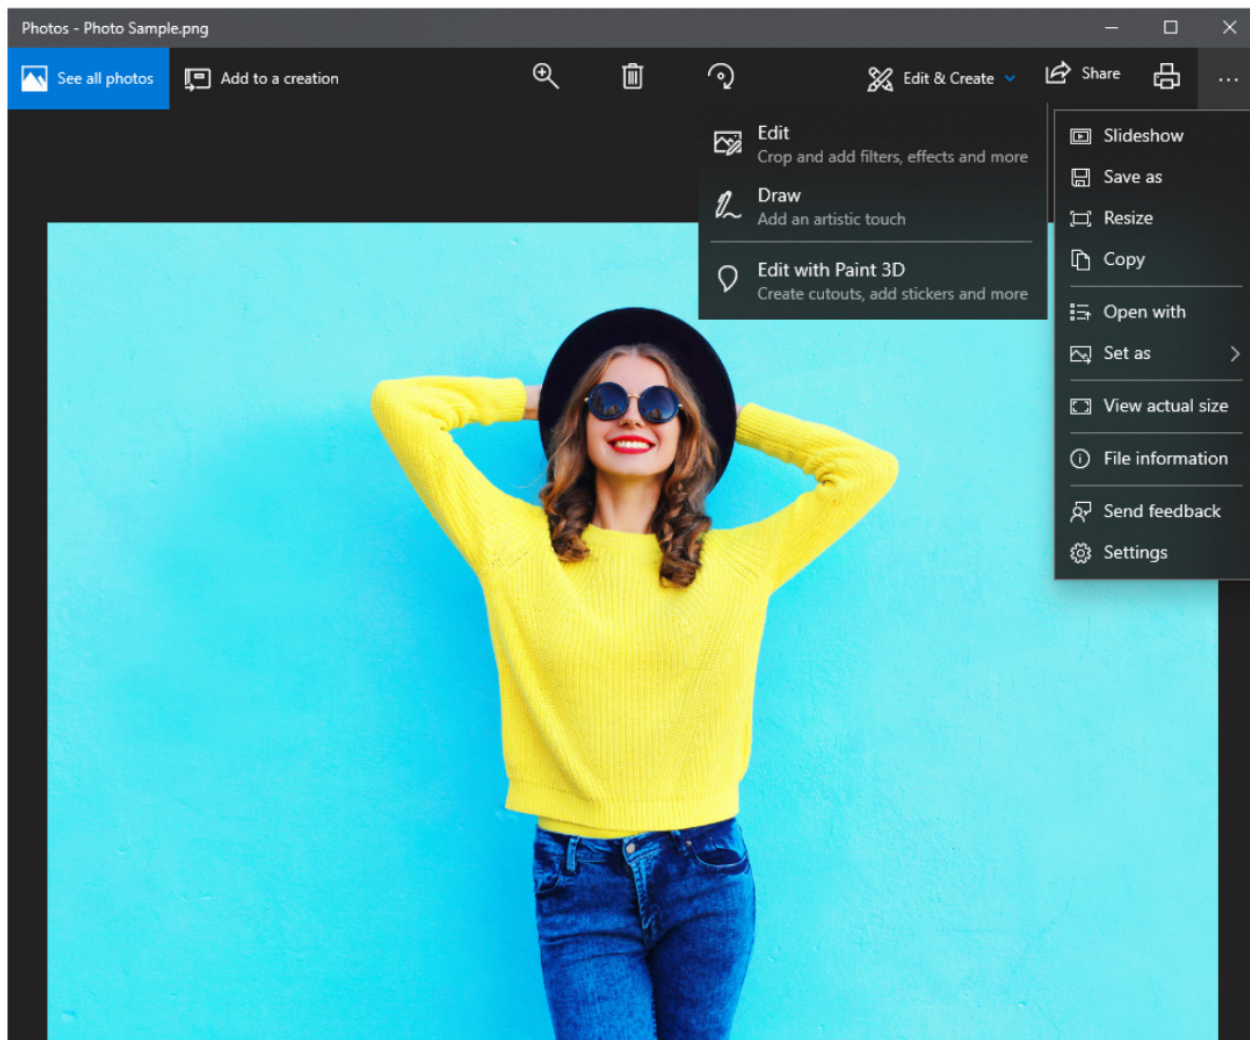 Photos - Photo Sample.png
See all photos
Add to a creation
Edit & Create
Share
Edit
Crop and add filters, effects and more
Draw
Add an artistic touch
Edit with Paint 3D
Create cutouts, add stickers and more
Slideshow
Save as
Resize
Copy
Open with
Set as
View actual size
File information
Send feedback
Settings